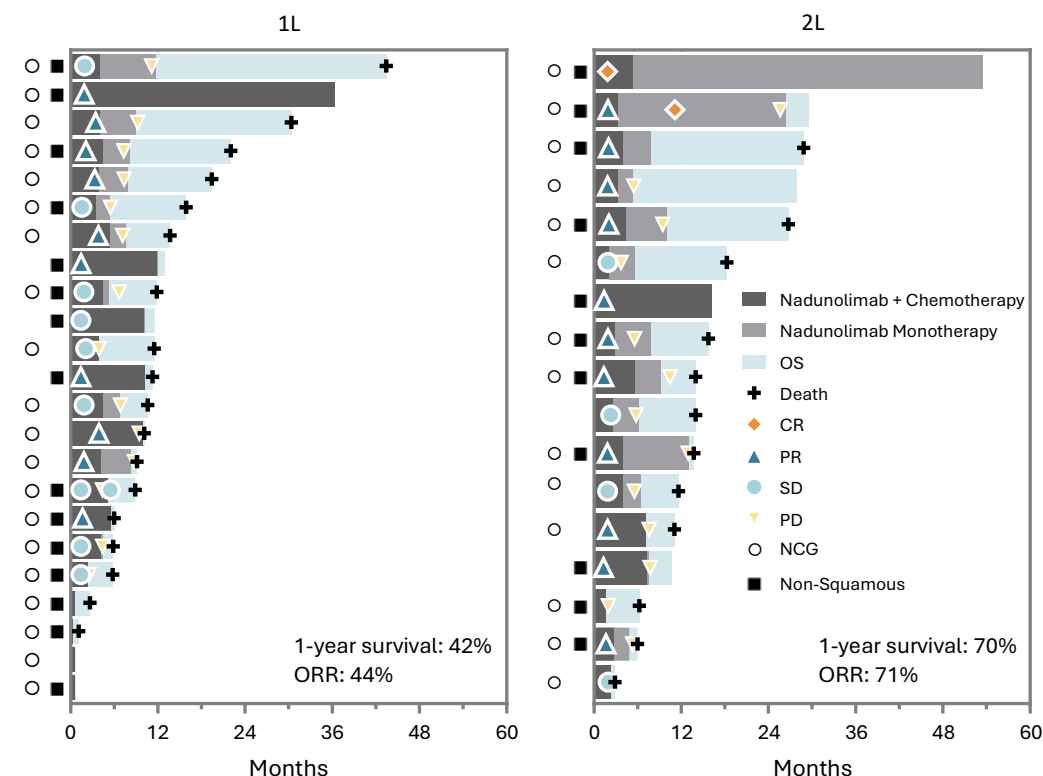 1L
2L
Nadunolimab + Chemotherapy
Nadunolimab Monotherapy
OS
Death
CR
PR
SD
PD
NCG
Non-Squamous
1-year survival: 42%
ORR: 44%
1-year survival: 70%
ORR: 71%
0 12 24 36 48 60
0 12 24 36 48 60
Months
Months